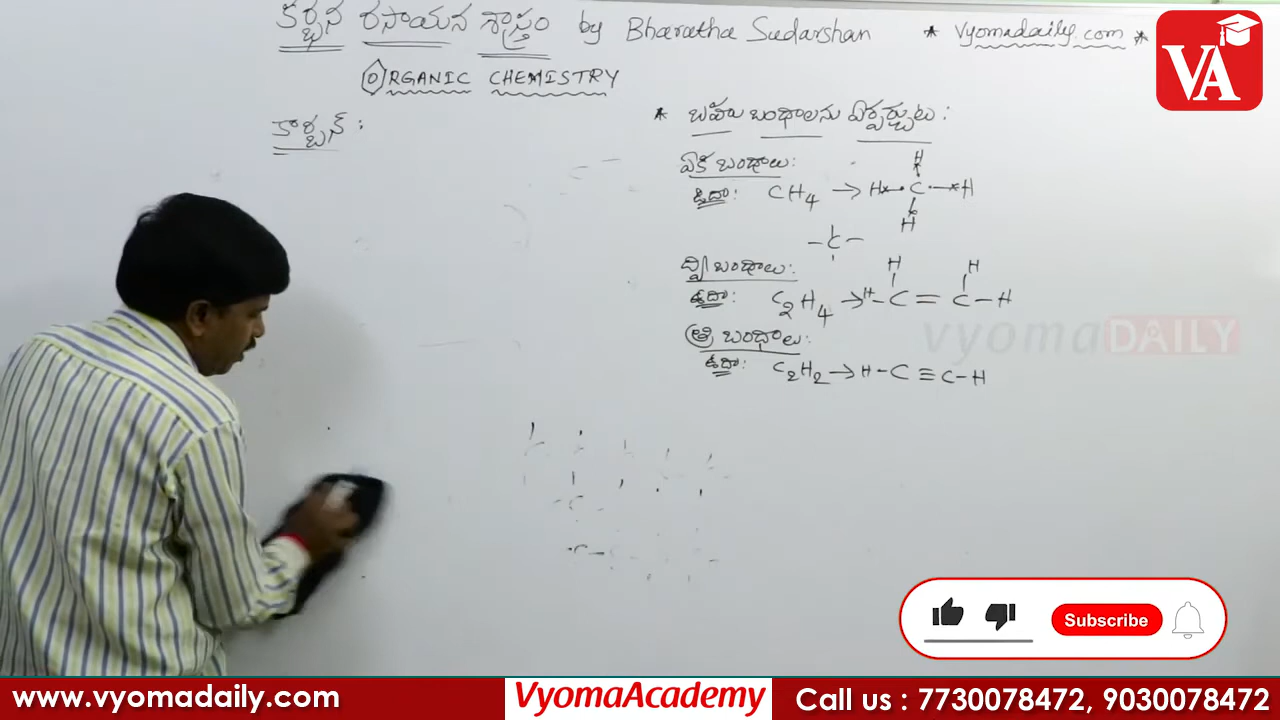 కర్బన రసాయన శాస్త్రం by Bharatha Sudarshan * vyomadaily.com *
ORGANIC CHEMISTRY
VA
కార్బన్ :
* బహు బంధాలను ఏర్పర్చుట :
ఏక బంధాలు:
H
ఉదా: CH4 → H C H
H
- C -
ద్వి బంధాలు:
H H
ఉదా: C2H4 → H - C = C - H
vyomaDAILY
త్రి బంధాలు:
ఉదా: C2H2 → H - C ≡ C - H
Subscribe
www.vyomadaily.com VyomaAcademy Call us : 7730078472, 9030078472